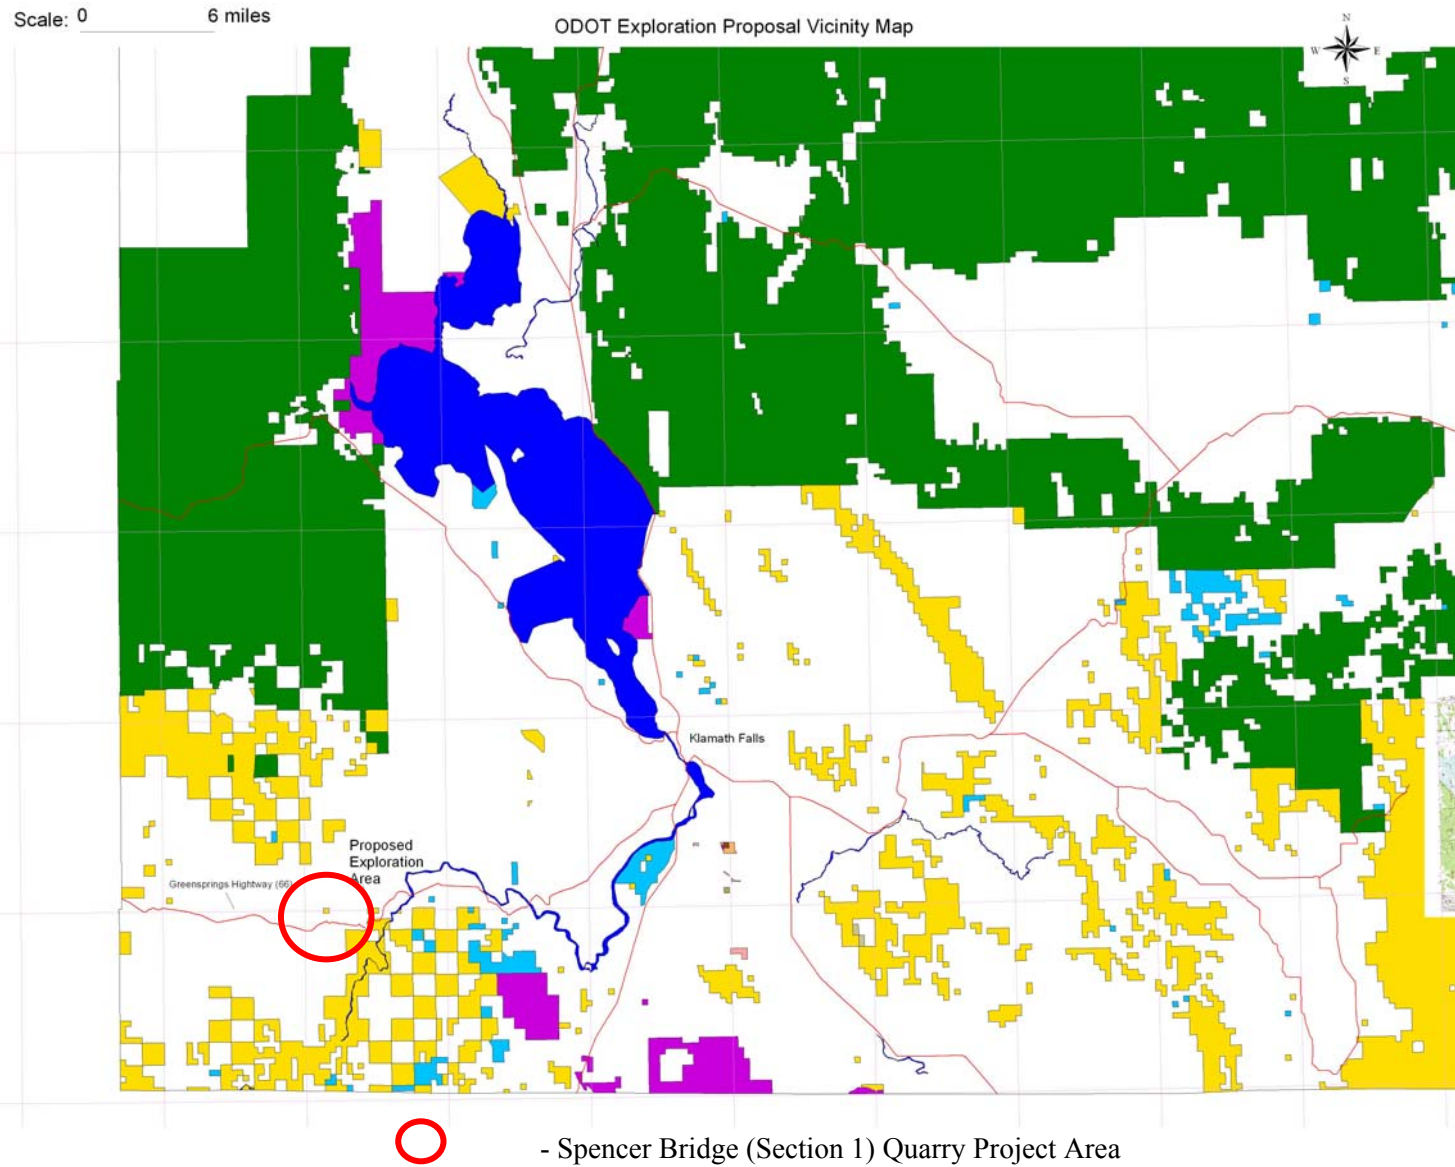 Scale: 0 6 miles
ODOT Exploration Proposal Vicinity Map
N
W E
S
Klamath Falls
Proposed
Exploration
Area
Greensprings Hightway (66)
- Spencer Bridge (Section 1) Quarry Project Area